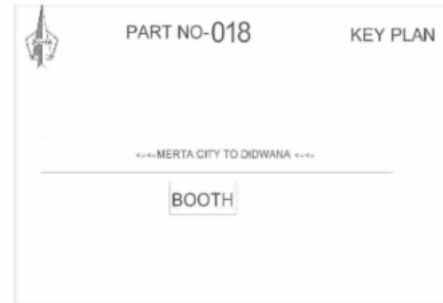 PART NO-018
KEY PLAN
<-<-MERTA CITY TO DIDWANA <-<-
BOOTH